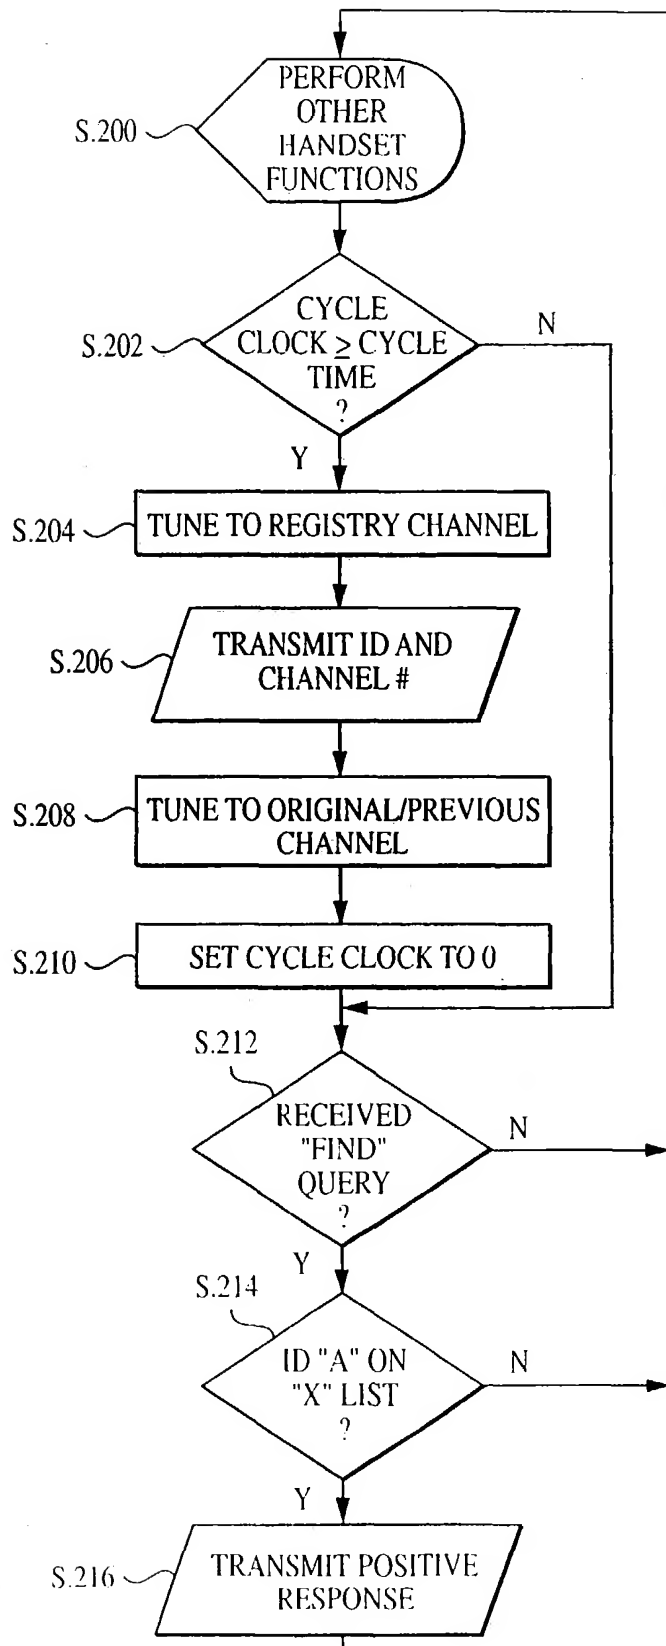 PERFORM
OTHER
HANDSET
FUNCTIONS
S.200
CYCLE
CLOCK ≥ CYCLE
TIME
?
S.202
N
Y
S.204
TUNE TO REGISTRY CHANNEL
S.206
TRANSMIT ID AND
CHANNEL #
S.208
TUNE TO ORIGINAL/PREVIOUS
CHANNEL
S.210
SET CYCLE CLOCK TO 0
S.212
RECEIVED
"FIND"
QUERY
?
N
Y
S.214
ID "A" ON
"X" LIST
?
N
Y
S.216
TRANSMIT POSITIVE
RESPONSE